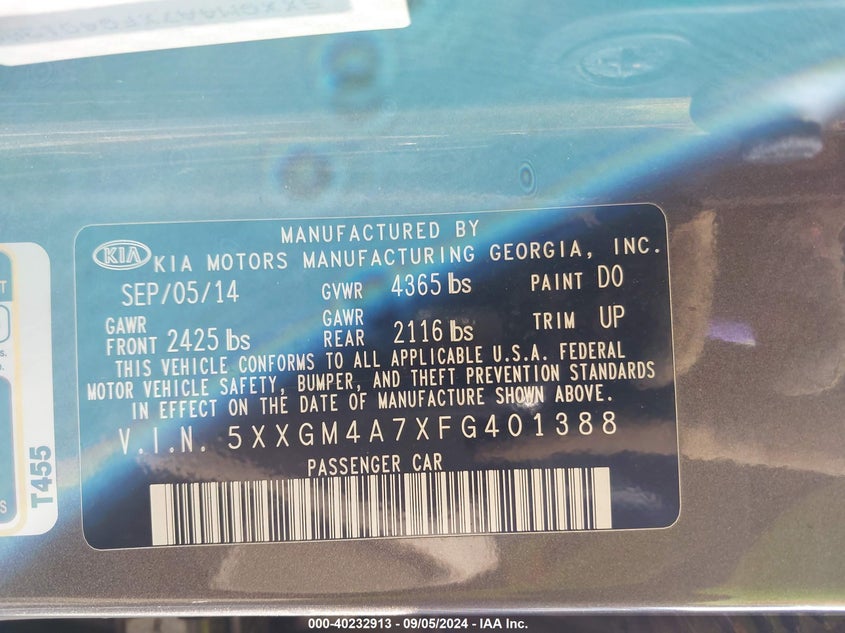 MANUFACTURED BY
KIA KIA MOTORS MANUFACTURING GEORGIA, INC.
SEP/05/14 GVWR 4365 lbs PAINT DO
GAWR FRONT 2425 lbs GAWR REAR 2116 lbs TRIM UP
THIS VEHICLE CONFORMS TO ALL APPLICABLE U.S.A. FEDERAL
MOTOR VEHICLE SAFETY, BUMPER, AND THEFT PREVENTION STANDARDS
IN EFFECT ON THE DATE OF MANUFACTURE SHOWN ABOVE.
V.I.N. 5XXGM4A7XFG401388
PASSENGER CAR
T455
000-40232913 - 09/05/2024 - IAA Inc.